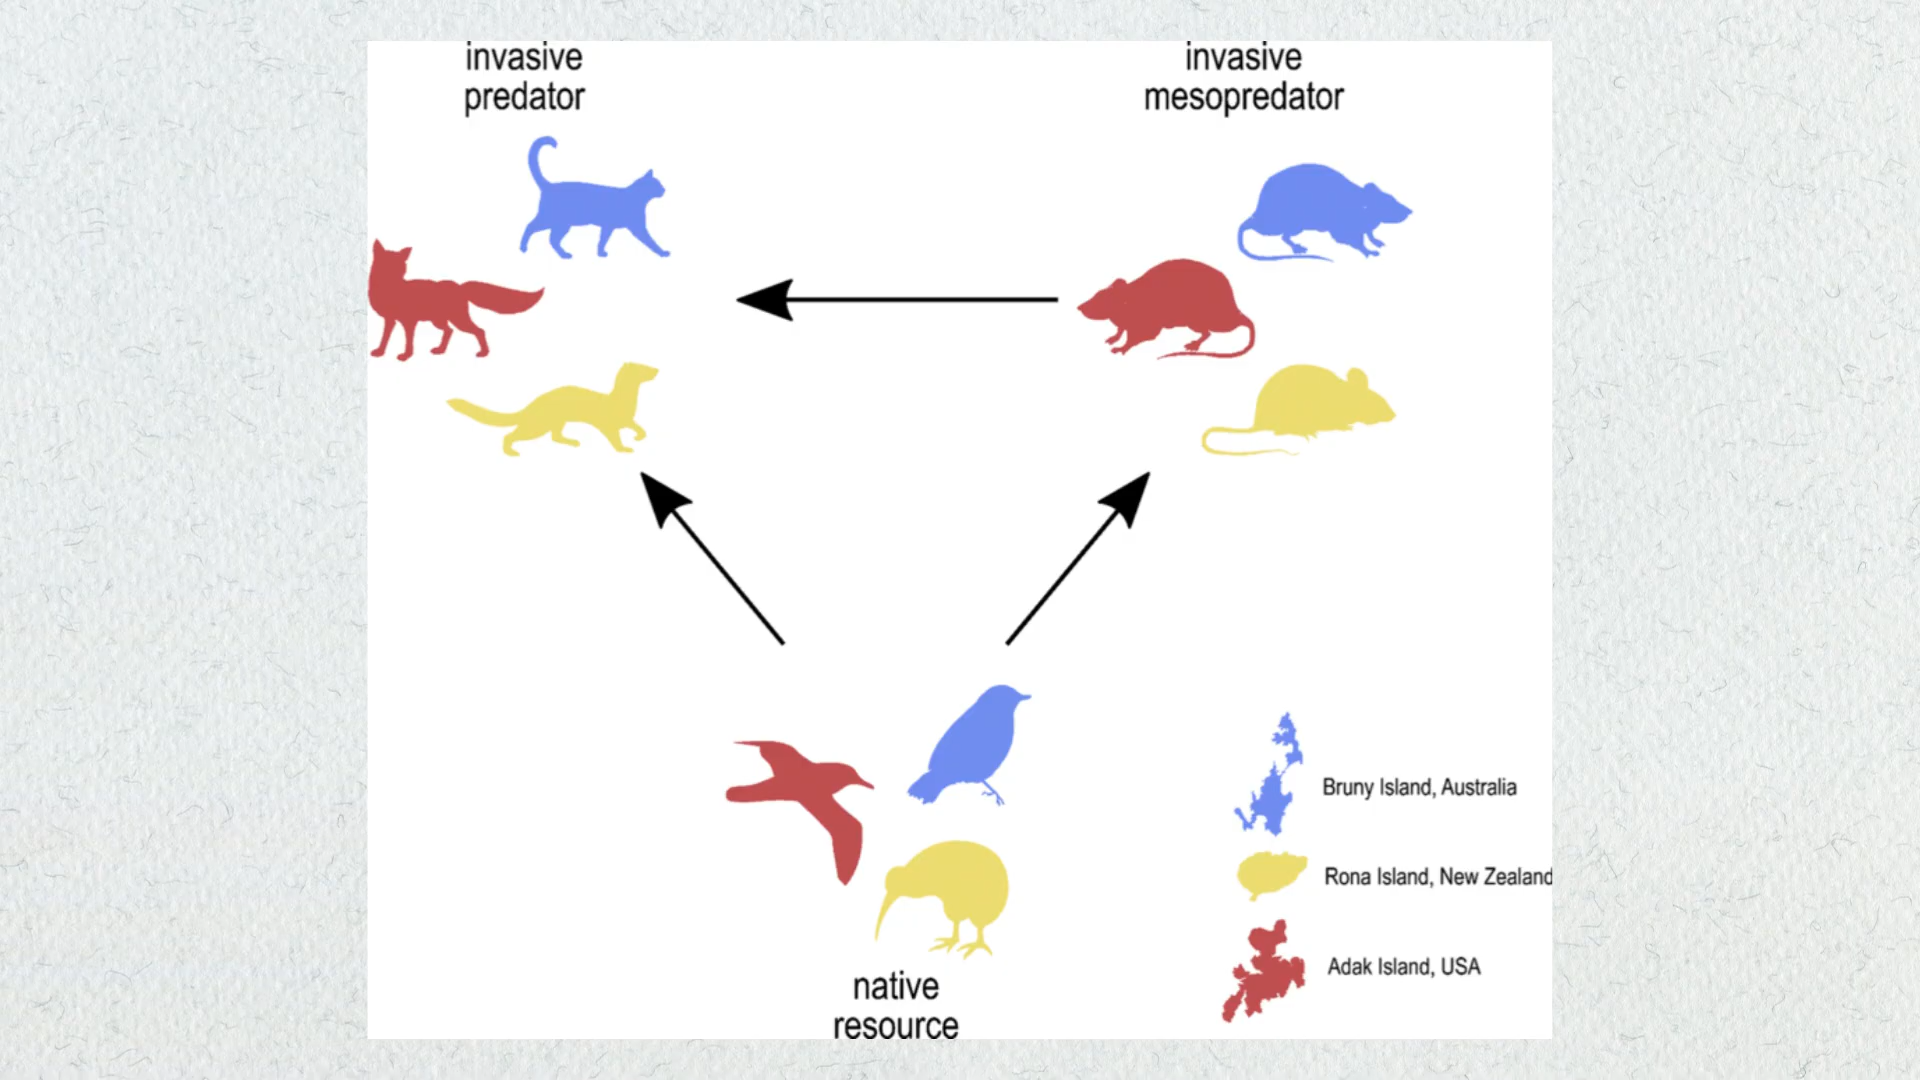 invasive
predator
invasive
mesopredator
Bruny Island, Australia
Rona Island, New Zealand
Adak Island, USA
native
resource